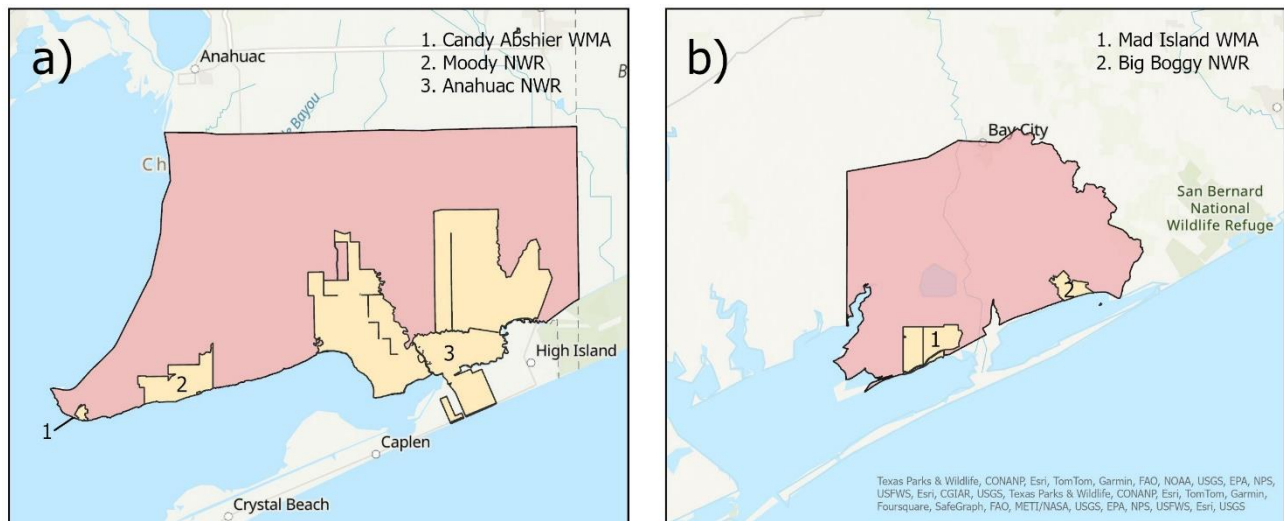 a)
1. Candy Abshier WMA
2. Moody NWR
3. Anahuac NWR
Anahuac
Bayou
Ch
B
2
3
1
High Island
Caplen
Crystal Beach
b)
1. Mad Island WMA
2. Big Boggy NWR
Bay City
San Bernard
National
Wildlife Refuge
2
1
Texas Parks & Wildlife, CONANP, Esri, TomTom, Garmin, FAO, NOAA, USGS, EPA, NPS,
USFWS, Esri, CGIAR, USGS, Texas Parks & Wildlife, CONANP, Esri, TomTom, Garmin,
Foursquare, SafeGraph, FAO, METI/NASA, USGS, EPA, NPS, USFWS, Esri, USGS